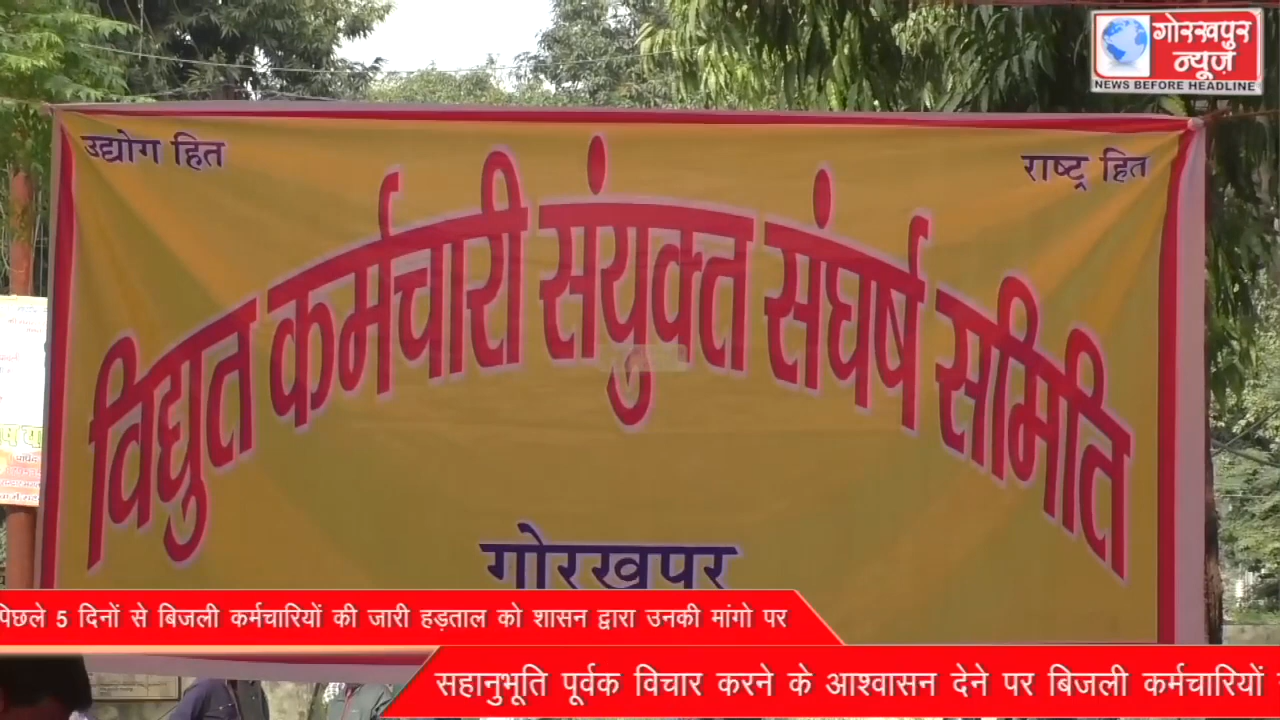 गोरखपुर
न्यूज़
NEWS BEFORE HEADLINE
उद्योग हित
राष्ट्र हित
विद्युत कर्मचारी संयुक्त संघर्ष समिति
गोरखपुर
पिछले 5 दिनों से बिजली कर्मचारियों की जारी हड़ताल को शासन द्वारा उनकी मांगो पर
सहानुभूति पूर्वक विचार करने के आश्वासन देने पर बिजली कर्मचारियों